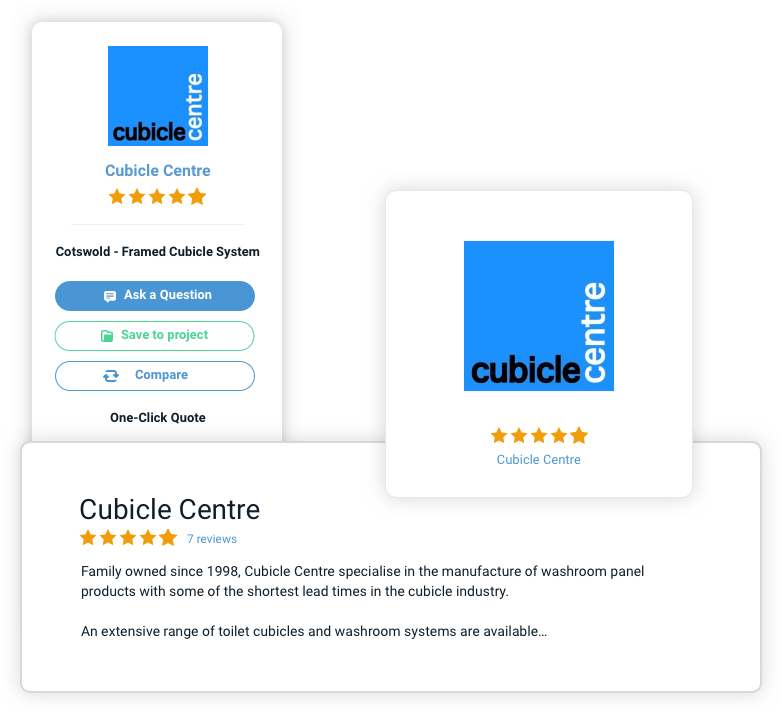 cubicle
centre
Cubicle Centre
Cotswold - Framed Cubicle System
Ask a Question
Save to project
Compare
One-Click Quote
cubicle
centre
Cubicle Centre
Cubicle Centre
7 reviews
Family owned since 1998, Cubicle Centre specialise in the manufacture of washroom panel
products with some of the shortest lead times in the cubicle industry.
An extensive range of toilet cubicles and washroom systems are available...